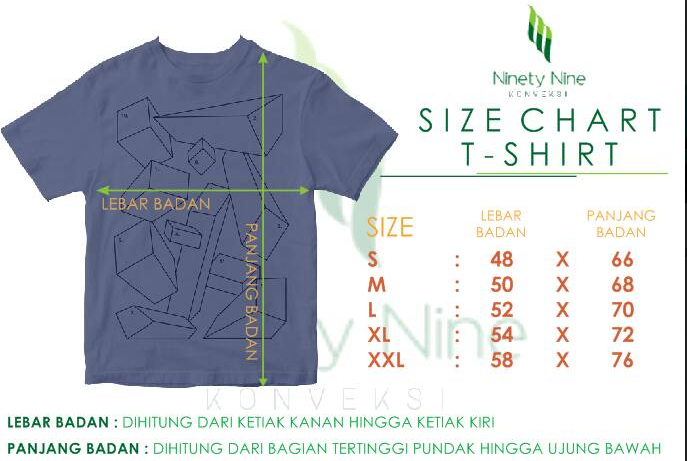 Ninety Nine
KONVEKSI
SIZE CHART
T-SHIRT
LEBAR BADAN
PANJANG BADAN
SIZE LEBAR BADAN PANJANG BADAN
S : 48 X 66
M : 50 X 68
L : 52 X 70
XL : 54 X 72
XXL : 58 X 76
Ninety Nine
KONVEKSI
LEBAR BADAN : DIHITUNG DARI KETIAK KANAN HINGGA KETIAK KIRI
PANJANG BADAN : DIHITUNG DARI BAGIAN TERTINGGI PUNDAK HINGGA UJUNG BAWAH